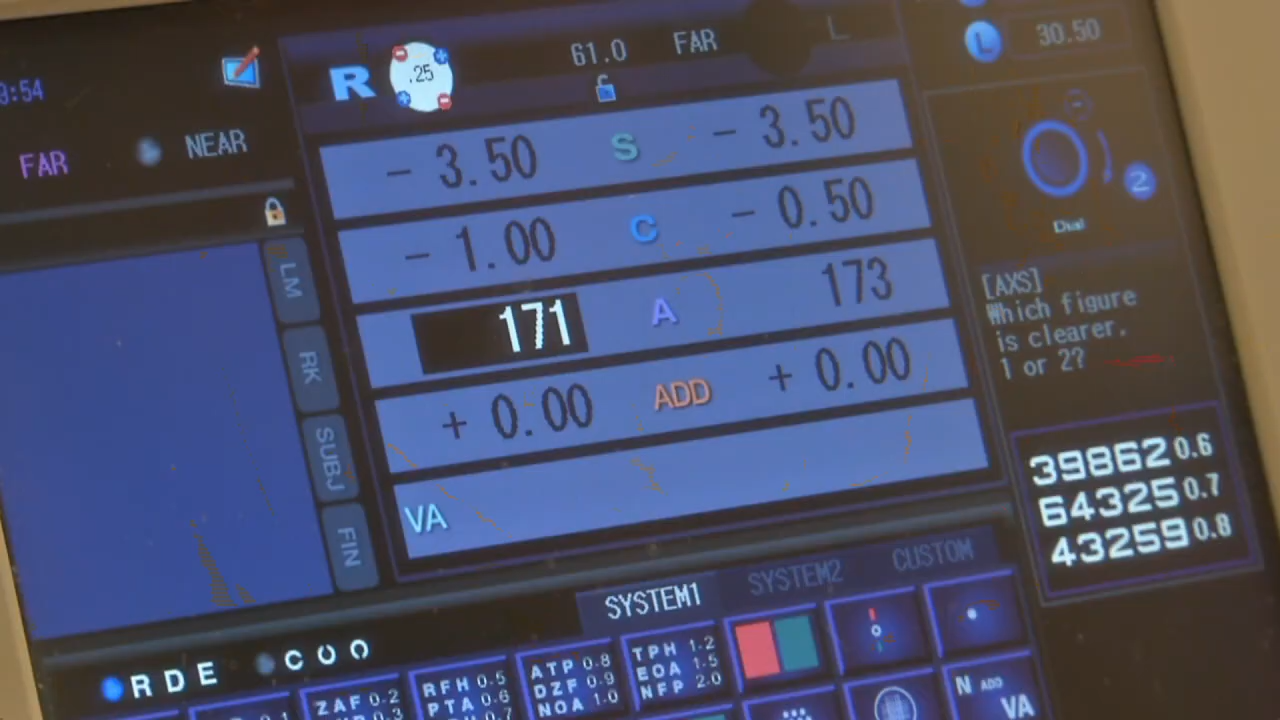 9:54
FAR NEAR
R .25 61.0 FAR L
L 30.50
- 3.50 S - 3.50
- 1.00 C - 0.50
171 A 173
+ 0.00 ADD + 0.00
VA
LM
RK
SUBJ
FIN
2
Dial
[AXS]
Which figure
is clearer.
1 or 2?
39862 0.6
64325 0.7
43259 0.8
SYSTEM1 SYSTEM2 CUSTOM
R D E
ZAF 0.2
RFH 0.5
PTA 0.6
ATP 0.8
DZF 0.9
NOA 1.0
TPH 1.2
EOA 1.5
NFP 2.0
N ADD
VA